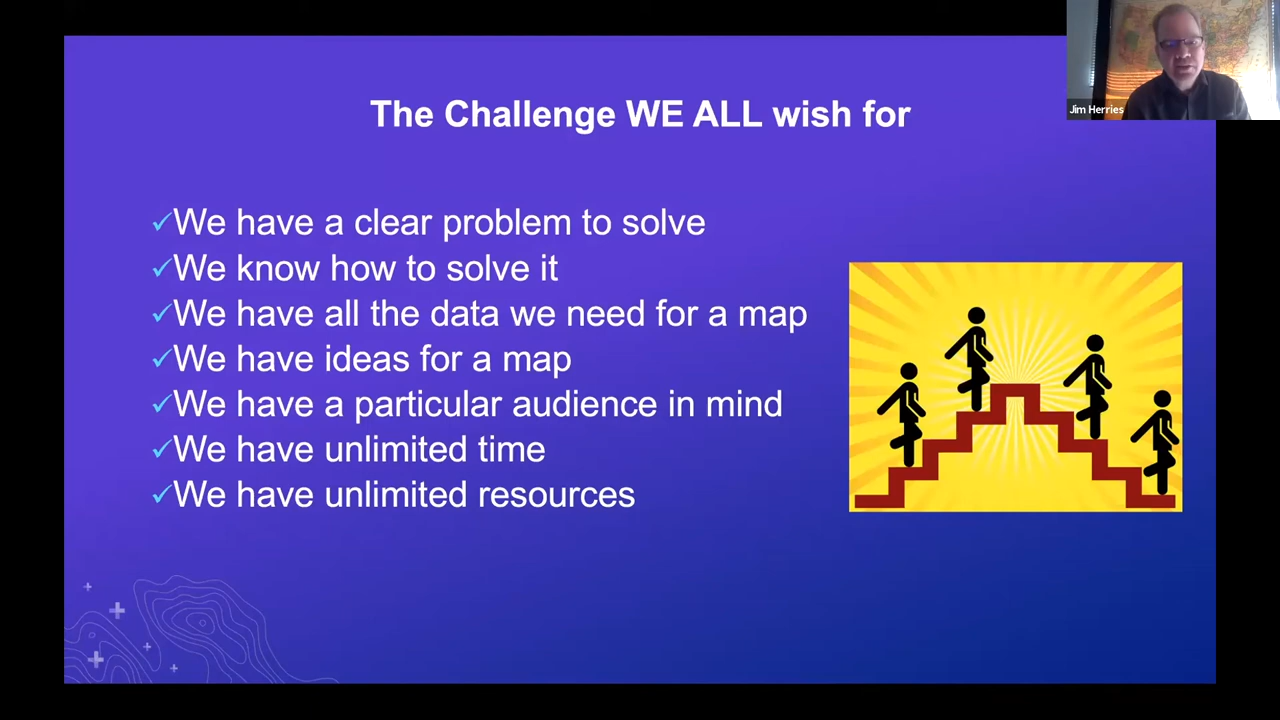 The Challenge WE ALL wish for
Jim Herries
✓We have a clear problem to solve
✓We know how to solve it
✓We have all the data we need for a map
✓We have ideas for a map
✓We have a particular audience in mind
✓We have unlimited time
✓We have unlimited resources